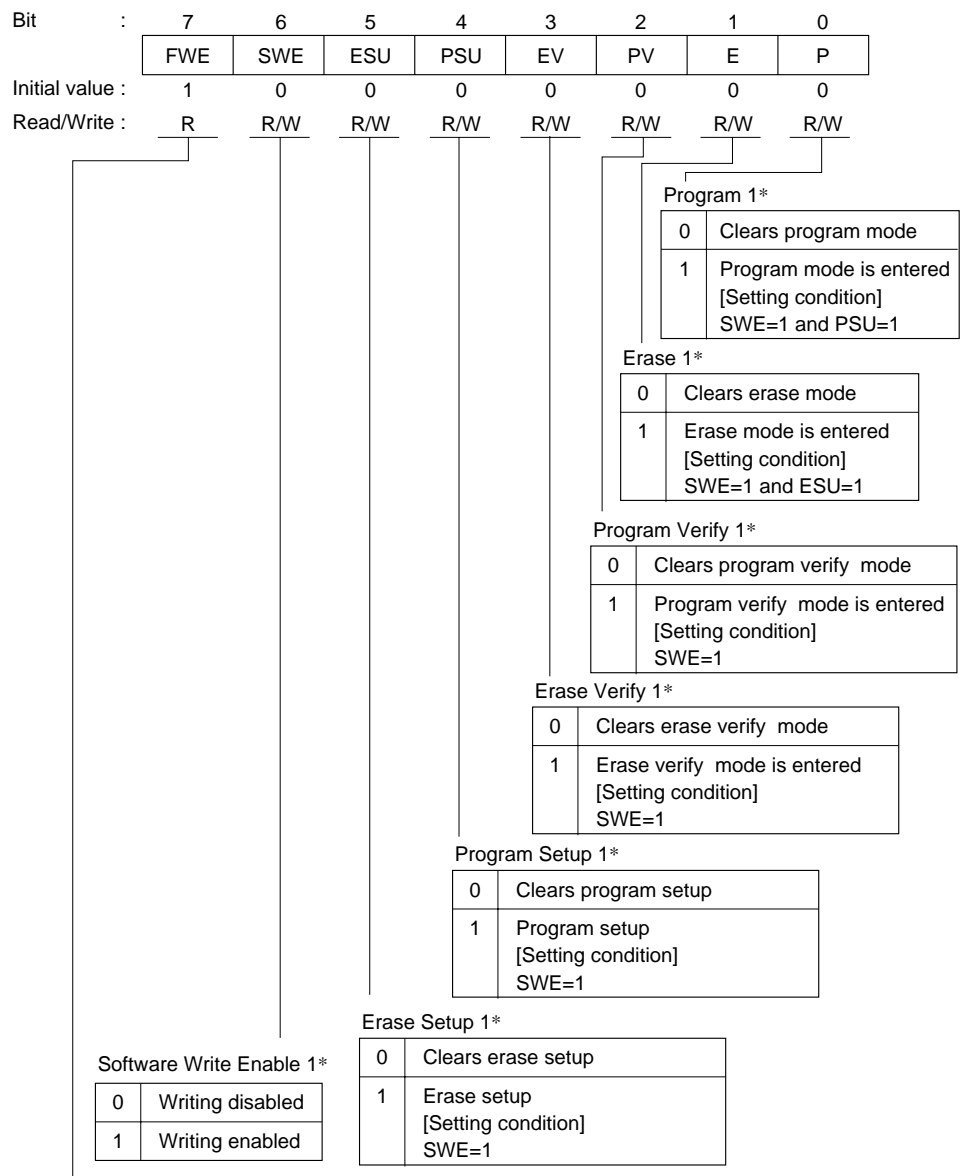 Bit : 7 6 5 4 3 2 1 0
FWE SWE ESU PSU EV PV E P
Initial value : 1 0 0 0 0 0 0 0
Read/Write : R R/W R/W R/W R/W R/W R/W R/W
Program 1*
0 Clears program mode
1 Program mode is entered
[Setting condition]
SWE=1 and PSU=1
Erase 1*
0 Clears erase mode
1 Erase mode is entered
[Setting condition]
SWE=1 and ESU=1
Program Verify 1*
0 Clears program verify mode
1 Program verify mode is entered
[Setting condition]
SWE=1
Erase Verify 1*
0 Clears erase verify mode
1 Erase verify mode is entered
[Setting condition]
SWE=1
Program Setup 1*
0 Clears program setup
1 Program setup
[Setting condition]
SWE=1
Erase Setup 1*
0 Clears erase setup
1 Erase setup
[Setting condition]
SWE=1
Software Write Enable 1*
0 Writing disabled
1 Writing enabled